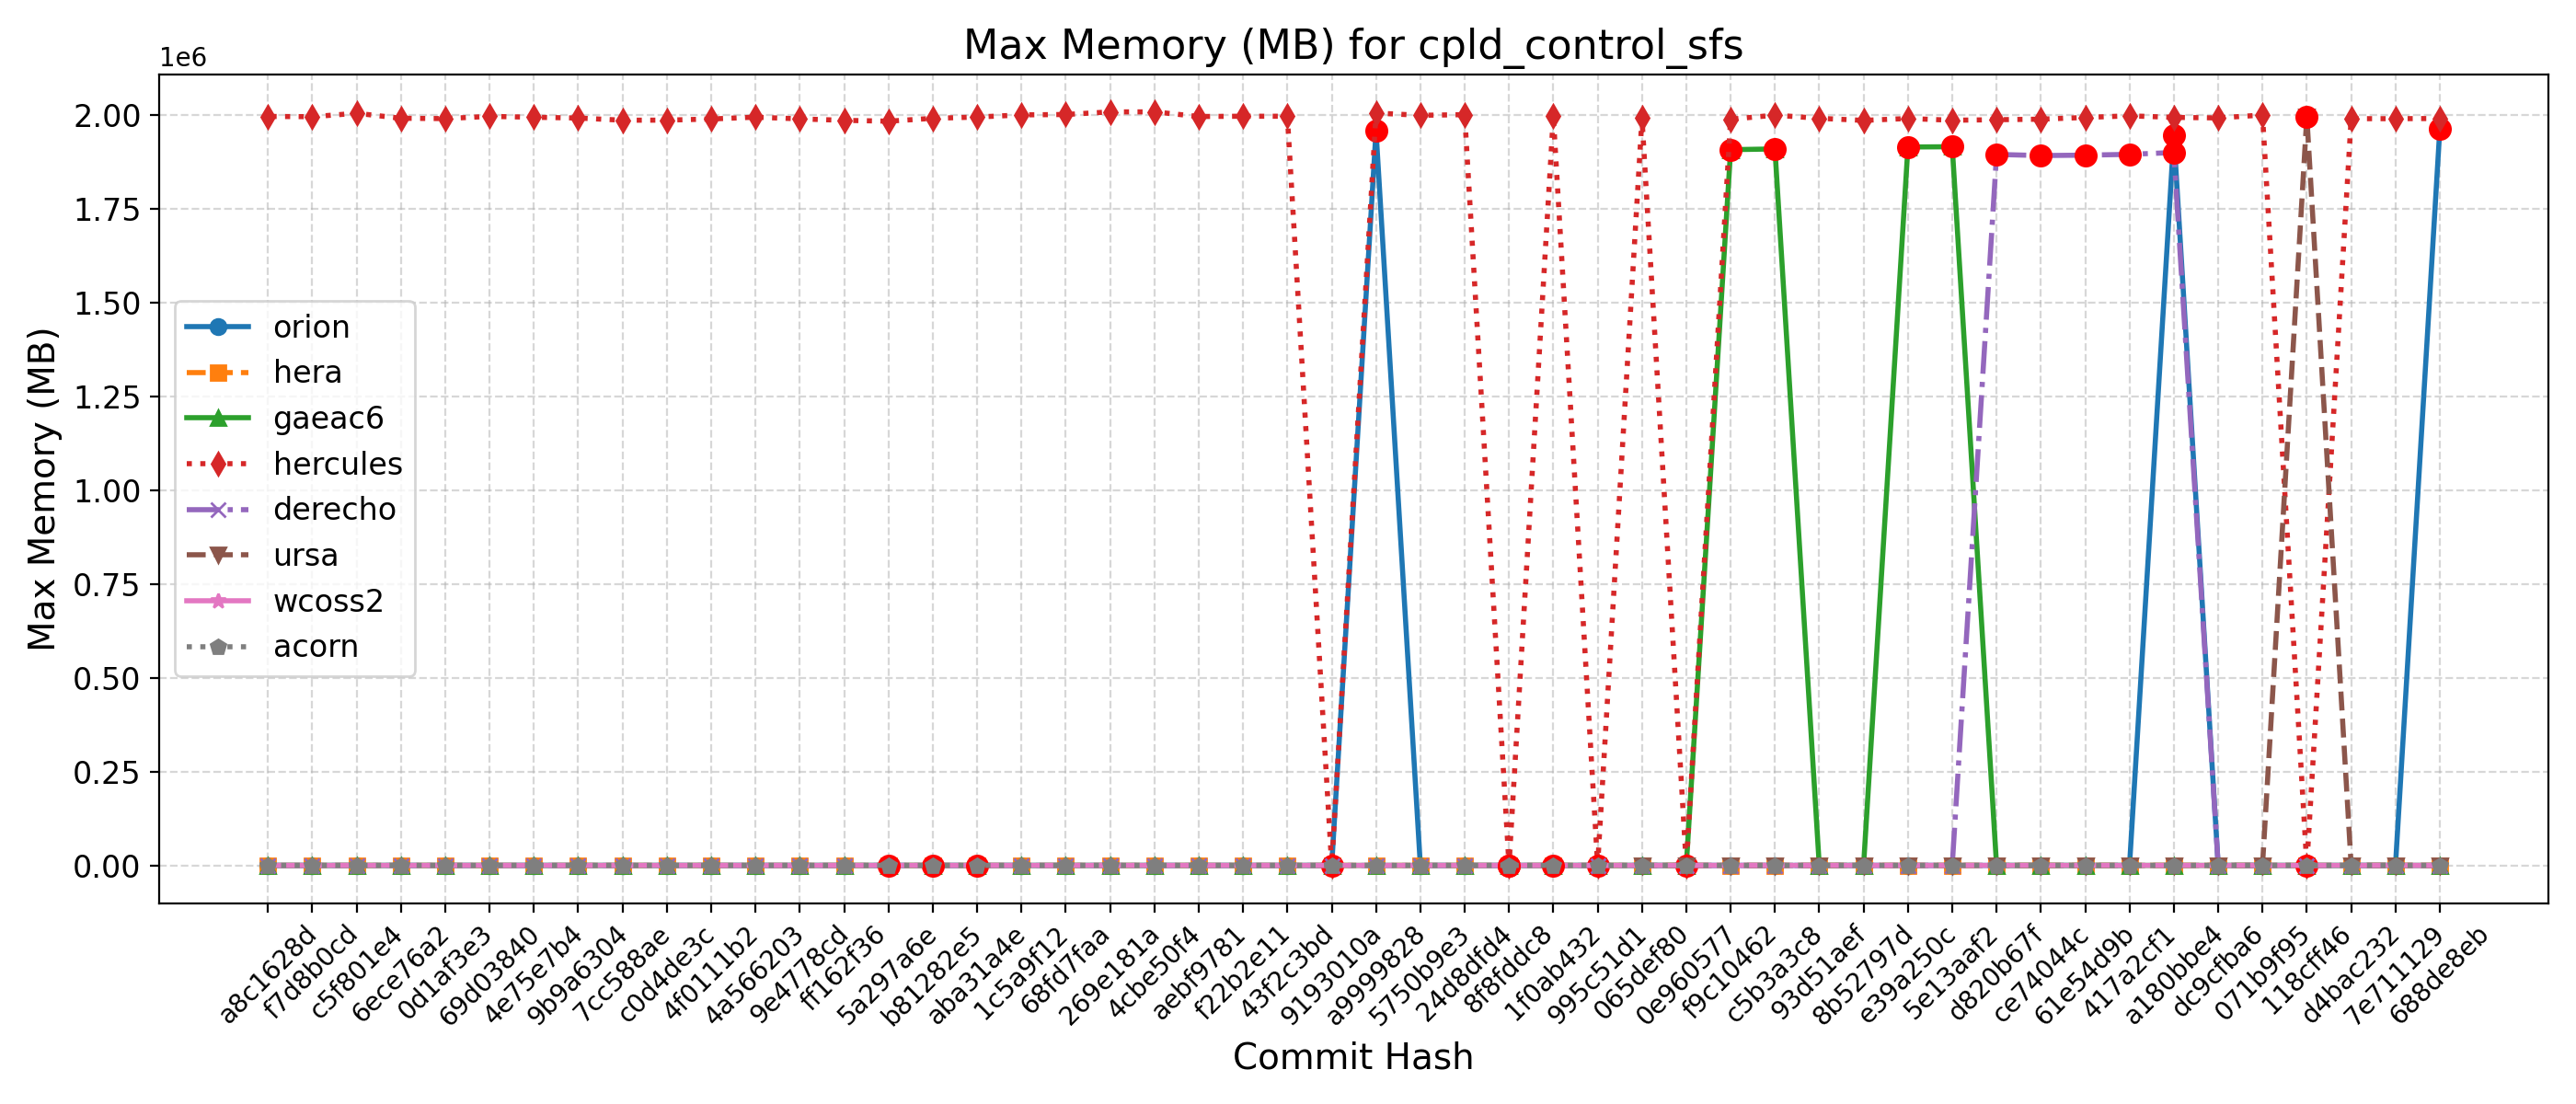 Max Memory (MB) for cpld_control_sfs
1e6
2.00
1.75
1.50
1.25
1.00
0.75
0.50
0.25
0.00
Max Memory (MB)
orion
hera
gaeac6
hercules
derecho
ursa
wcoss2
acorn
a8c1628d
f7d8b0cd
c5f801e4
6ece76a2
0d1af3e3
69d03840
4e75e7b4
9b9a6304
7cc588ae
c0d4de3c
4f0111b2
4a566203
9e4778cd
ff162f36
5a297a6e
b81282e5
aba31a4e
1c5a9f12
68fd7faa
269e181a
4cbe50f4
aebf9781
f22b2e11
43f2c3bd
9193010a
a9999828
5750b9e3
24d8dfd4
8f8fddc8
1f0ab432
995c51d1
065def80
0e960577
f9c10462
c5b3a3c8
93d51aef
8b52797d
e39a250c
5e13aaf2
d820b67f
ce74044c
61e54d9b
417a2cf1
a180bbe4
dc9cfba6
071b9f95
118cff46
d4bac232
7e711129
688de8eb
Commit Hash